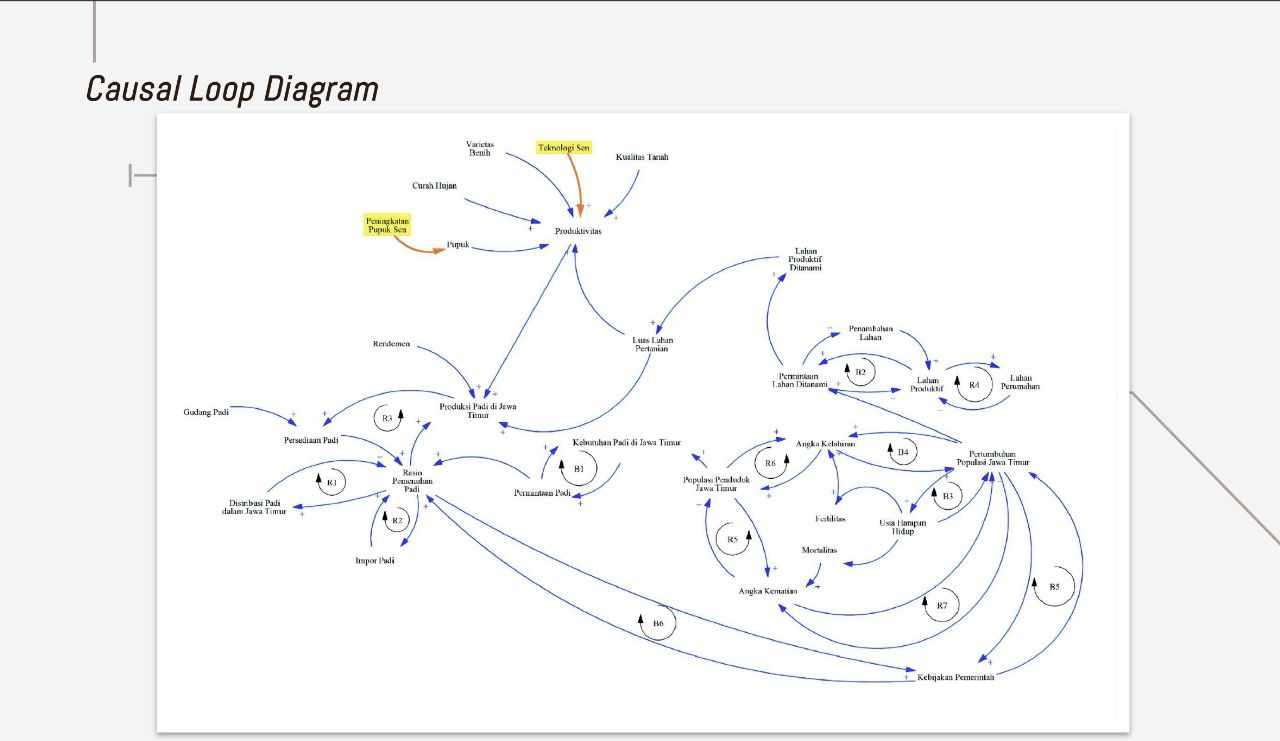 Causal Loop Diagram
Varietas
Benih
Teknologi Sen
Kualitas Tanah
Curah Hujan
Peningkatan
Pupuk Sen
Pupuk
Produktivitas
Lahan
Produktif
Ditanami
Rendemen
Luas Lahan
Pertanian
Penambahan
Lahan
Permintaan
Lahan Ditanami
B2
Lahan
Produktif
R4
Lahan
Perumahan
Gudang Padi
R3
Produksi Padi di Jawa
Timur
Persediaan Padi
Kebutuhan Padi di Jawa Timur
Angka Kelahiran
B4
Pertumbuhan
Populasi Jawa Timur
R1
Rasio
Pemenuhan
Padi
B1
R6
Populasi Penduduk
Jawa Timur
Permintaan Padi
B3
Distribusi Padi
dalam Jawa Timur
R2
Fertilitas
Usia Harapan
Hidup
R5
Mortalitas
Impor Padi
Angka Kematian
B5
R7
B6
Kebijakan Pemerintah